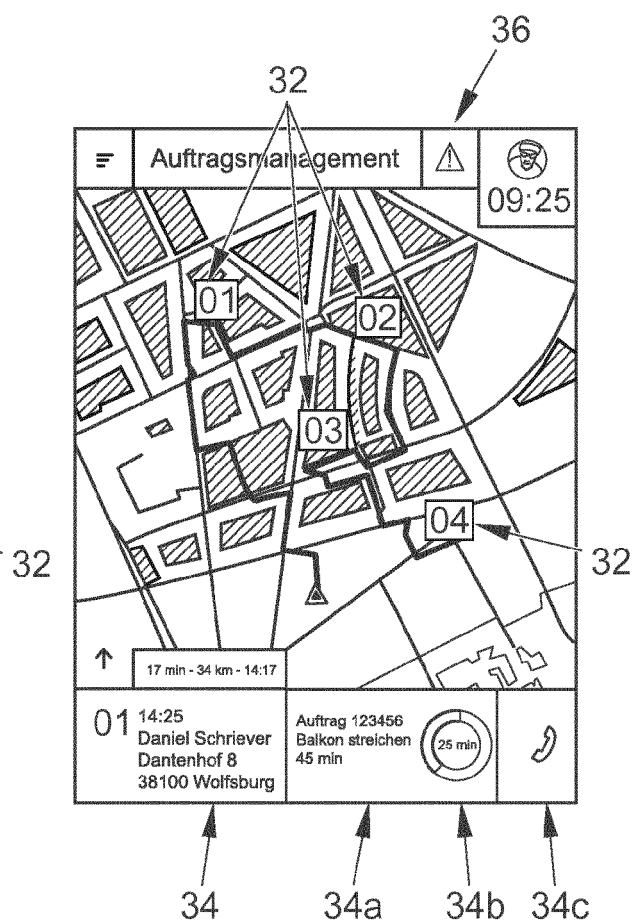 36
32
Auftragsmanagement
09:25
01
02
03
04
32
32
17 min - 34 km - 14:17
01
14:25
Daniel Schriever
Dantenhof 8
38100 Wolfsburg
Auftrag 123456
Balkon streichen
45 min
25 min
34
34a
34b
34c